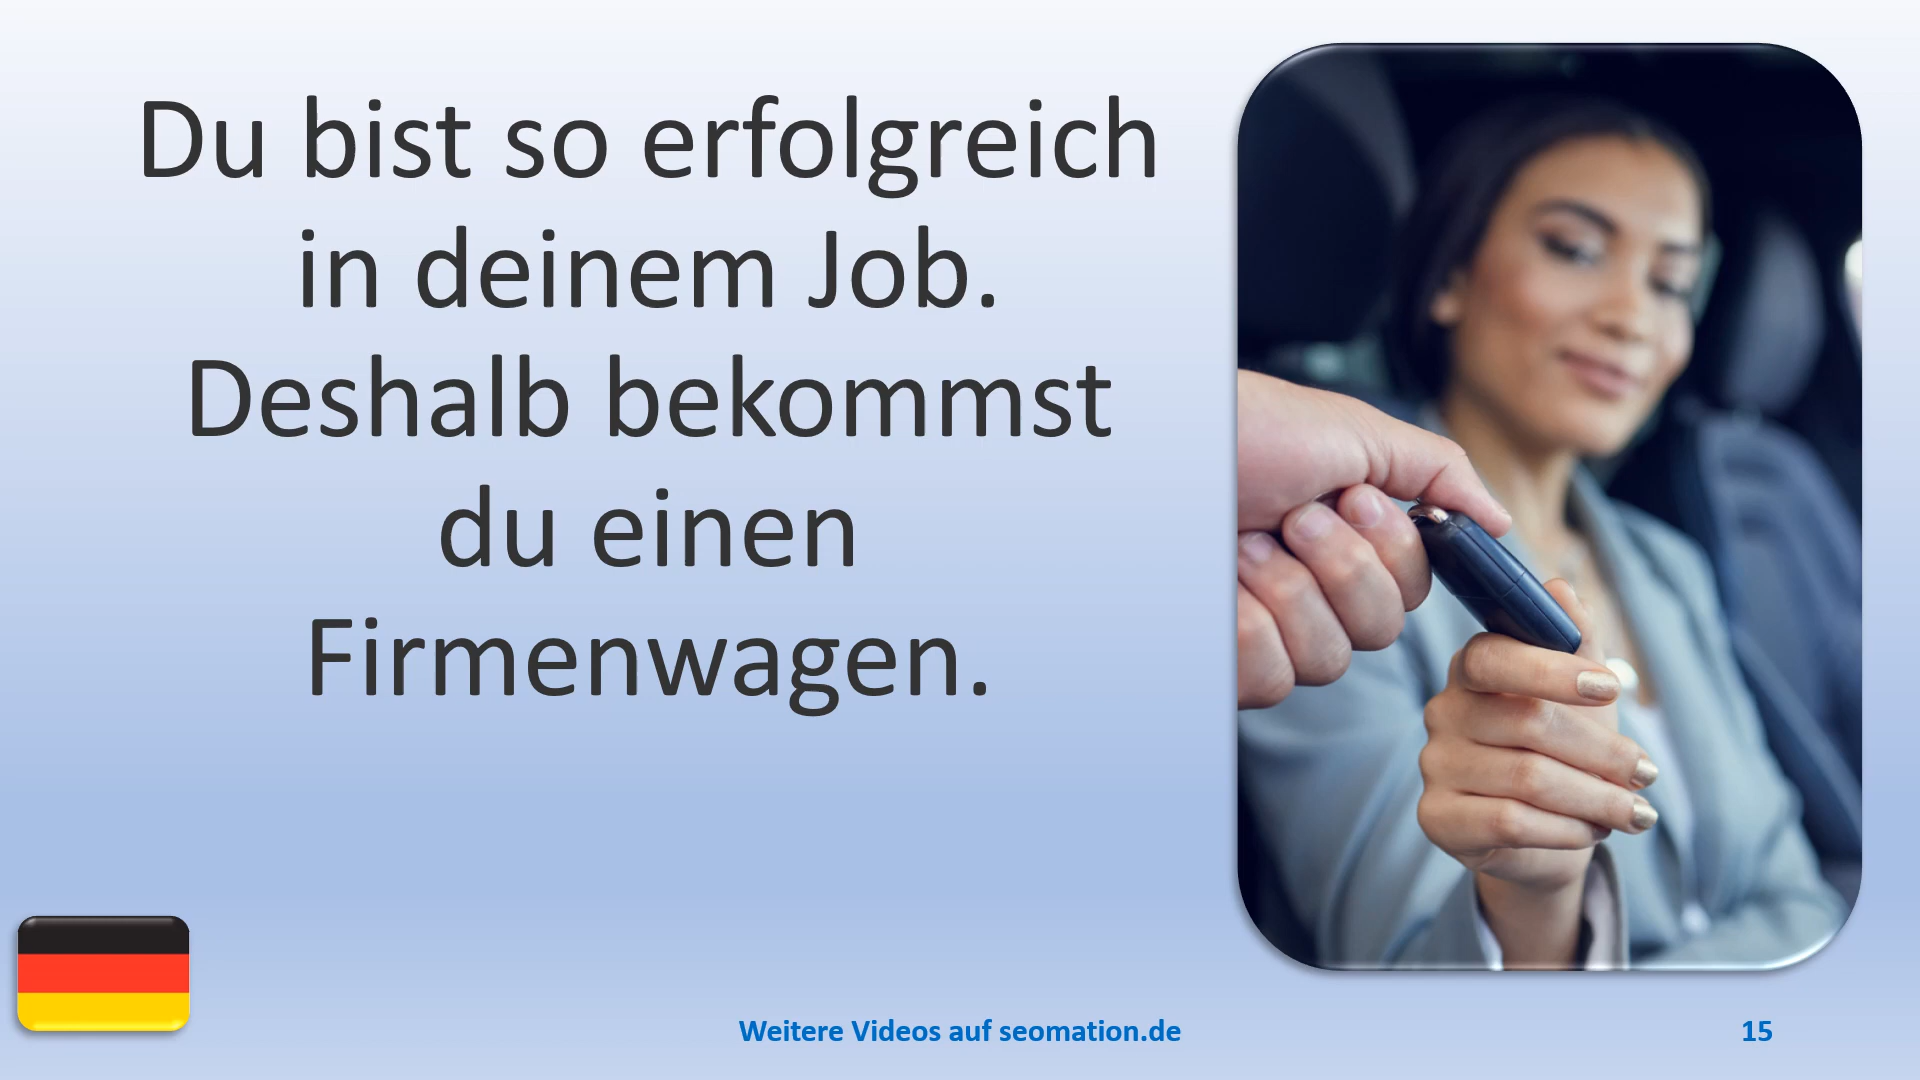 Du bist so erfolgreich
in deinem Job.
Deshalb bekommst
du einen
Firmenwagen.
Weitere Videos auf seomation.de
15